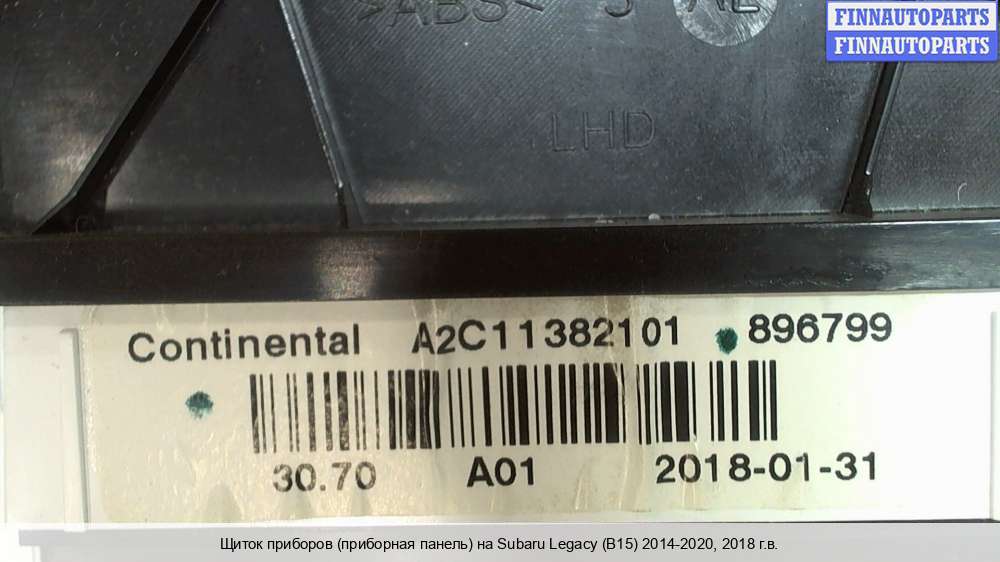 FINNAUTOPARTS
FINNAUTOPARTS
>ABS<
LHD
Continental A2C11382101 896799
30.70 A01 2018-01-31
Щиток приборов (приборная панель) на Subaru Legacy (B15) 2014-2020, 2018 г.в.